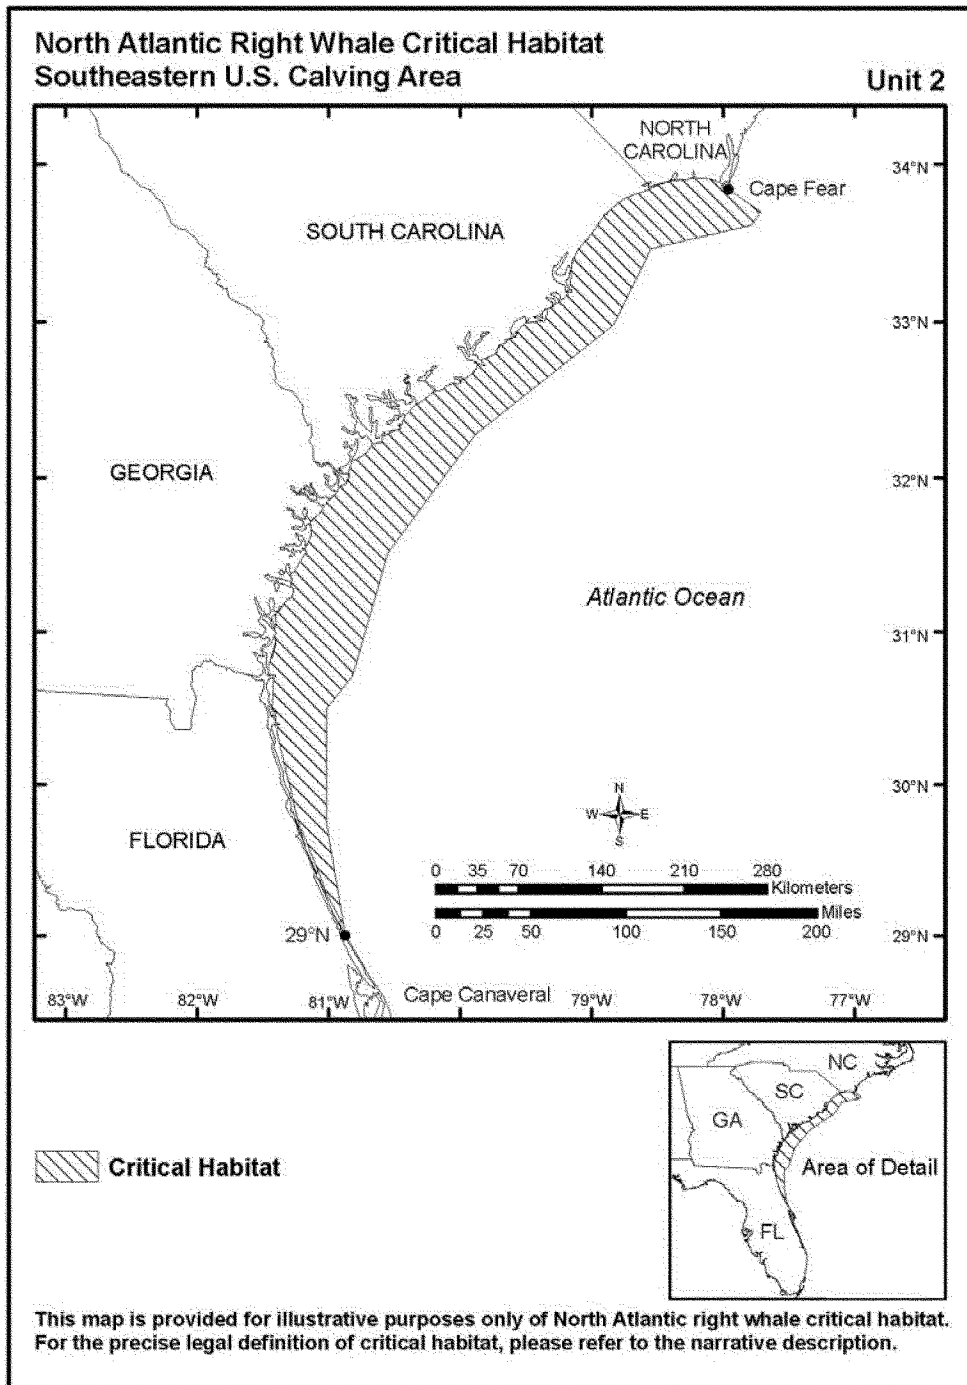 North Atlantic Right Whale Critical Habitat
Southeastern U.S. Calving Area
Unit 2
NORTH
CAROLINA
34°N
Cape Fear
SOUTH CAROLINA
33°N
GEORGIA
32°N
Atlantic Ocean
31°N
N
W E
S
30°N
FLORIDA
0 35 70 140 210 280
Kilometers
Miles
0 25 50 100 150 200
29°N
29°N
Cape Canaveral
83°W 82°W 81°W 79°W 78°W 77°W
NC
SC
GA
Area of Detail
FL
Critical Habitat
This map is provided for illustrative purposes only of North Atlantic right whale critical habitat.
For the precise legal definition of critical habitat, please refer to the narrative description.